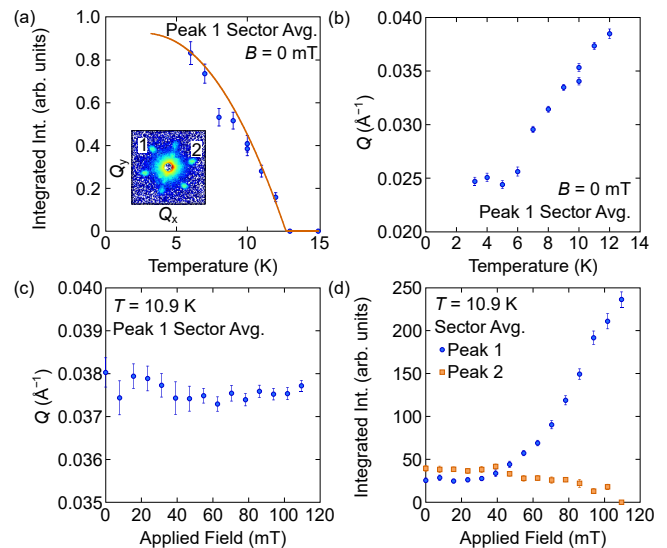 (a)
Peak 1 Sector Avg.
B = 0 mT
1.0
0.8
0.6
0.4
0.2
0
Integrated Int. (arb. units)
1
2
Qy
Qx
0
5
10
15
Temperature (K)
(b)
0.040
0.035
0.030
0.025
0.020
Q (Å⁻¹)
B = 0 mT
Peak 1 Sector Avg.
0 2 4 6 8 10 12 14
Temperature (K)
(c)
T = 10.9 K
Peak 1 Sector Avg.
0.040
0.039
0.038
0.037
0.036
0.035
Q (Å⁻¹)
0 20 40 60 80 100 120
Applied Field (mT)
(d)
T = 10.9 K
Sector Avg.
Peak 1
Peak 2
250
200
150
100
50
0
Integrated Int. (arb. units)
0 20 40 60 80 100 120
Applied Field (mT)